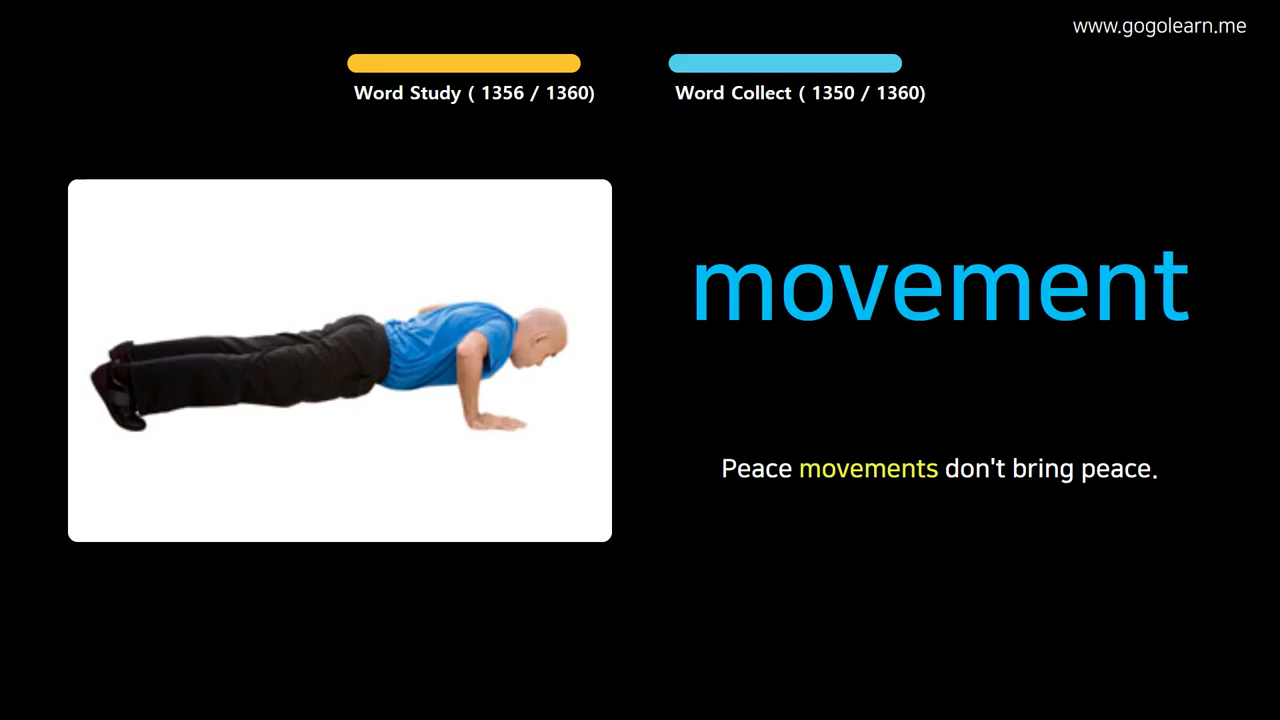 www.gogolearn.me
Word Study ( 1356 / 1360)
Word Collect ( 1350 / 1360)
movement
Peace movements don't bring peace.